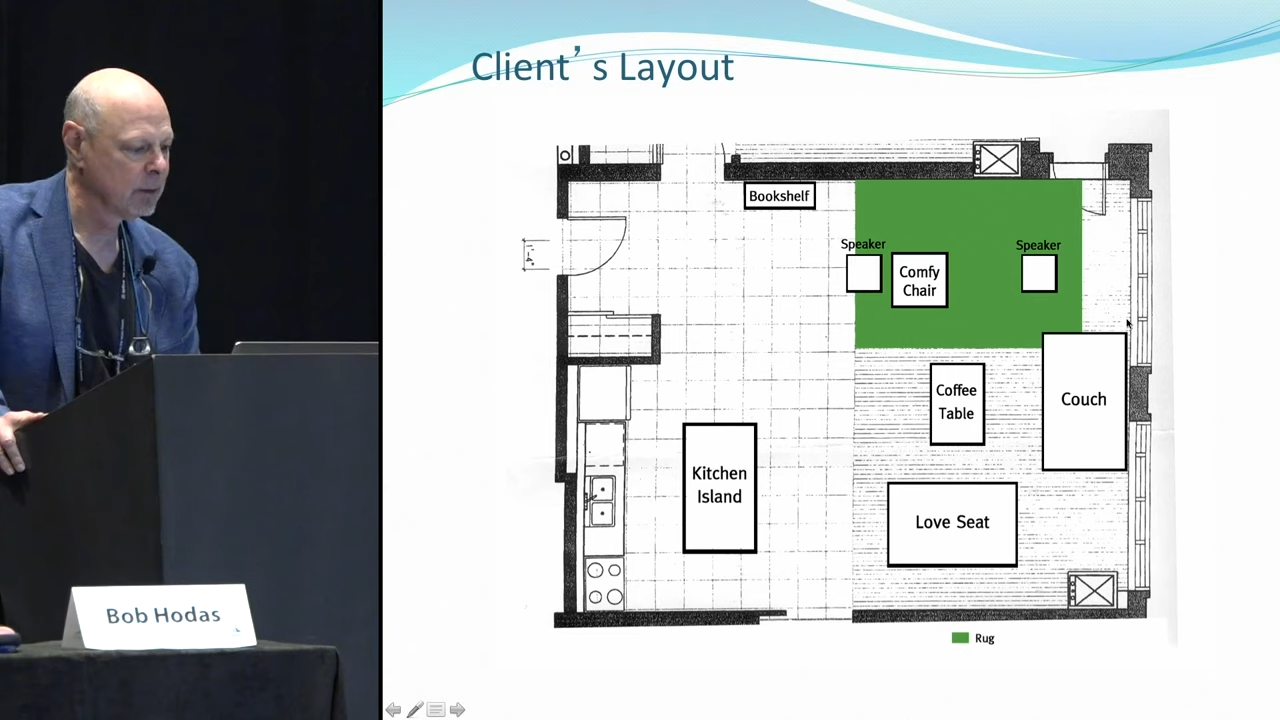 Client's Layout
Bookshelf
Speaker
Speaker
Comfy
Chair
Coffee
Table
Couch
Kitchen
Island
Love Seat
Rug
Bob Hodas